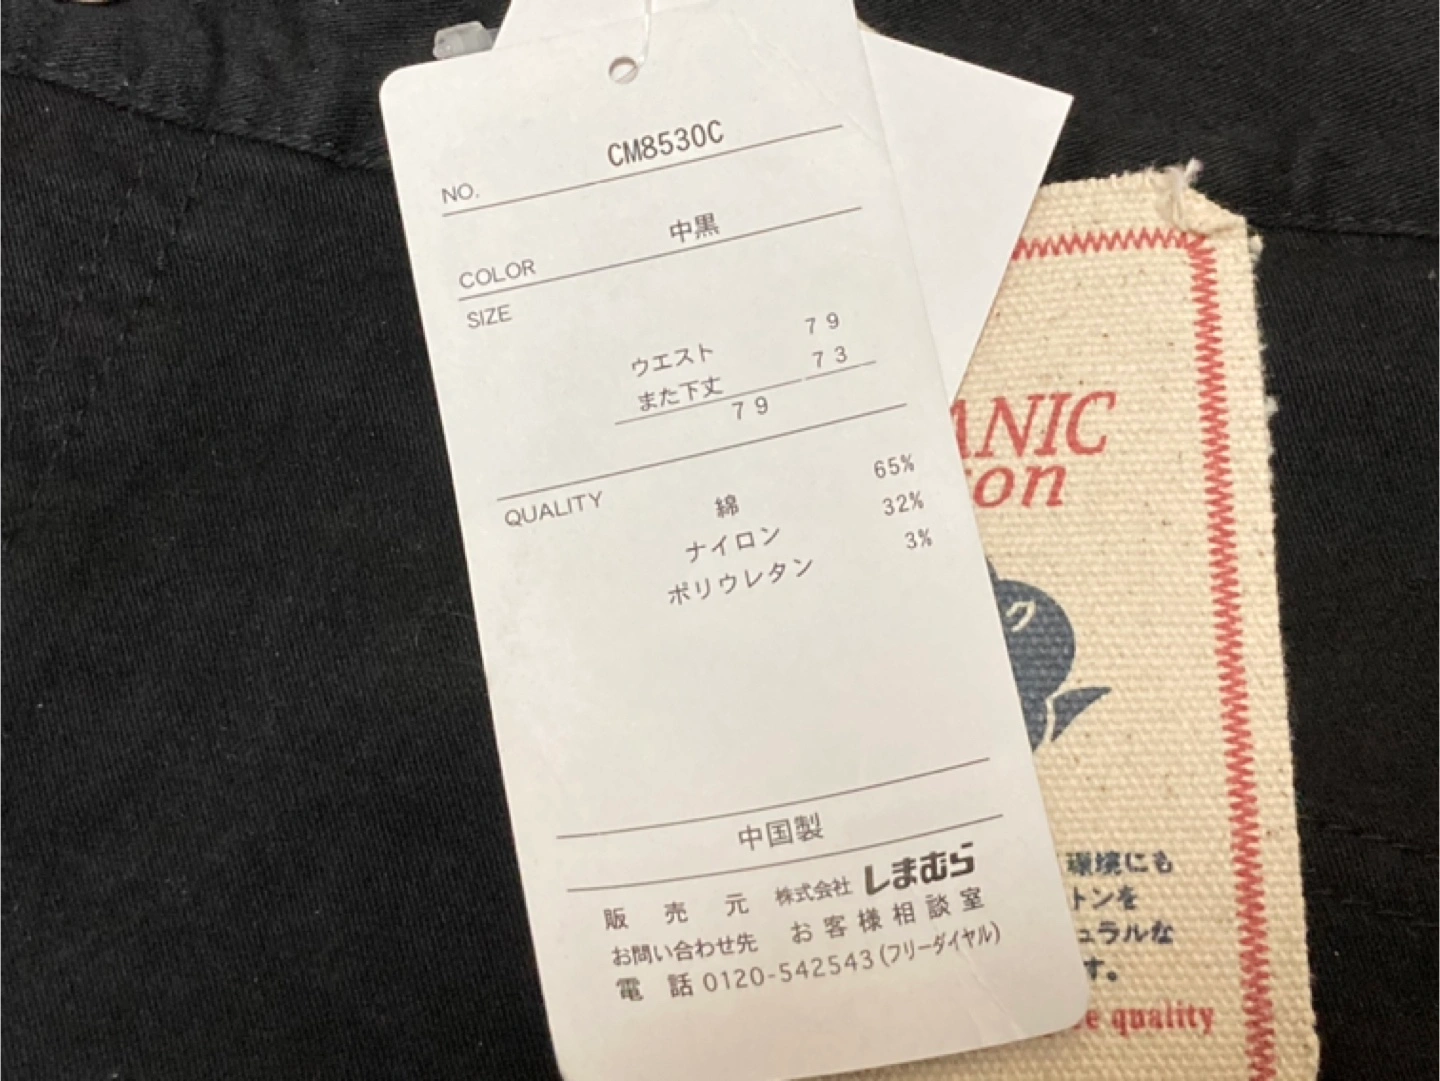 NO. CM8530C
COLOR 中黒
SIZE
ウエスト 79
また下丈 73
79
QUALITY 綿 65%
ナイロン 32%
ポリウレタン 3%
中国製
販売元 株式会社 しまむら
お問い合わせ先 お客様相談室
電話 0120-542543(フリーダイヤル)
ANIC
on
ク
環境にも
トンを
ュラルな
す。
e quality